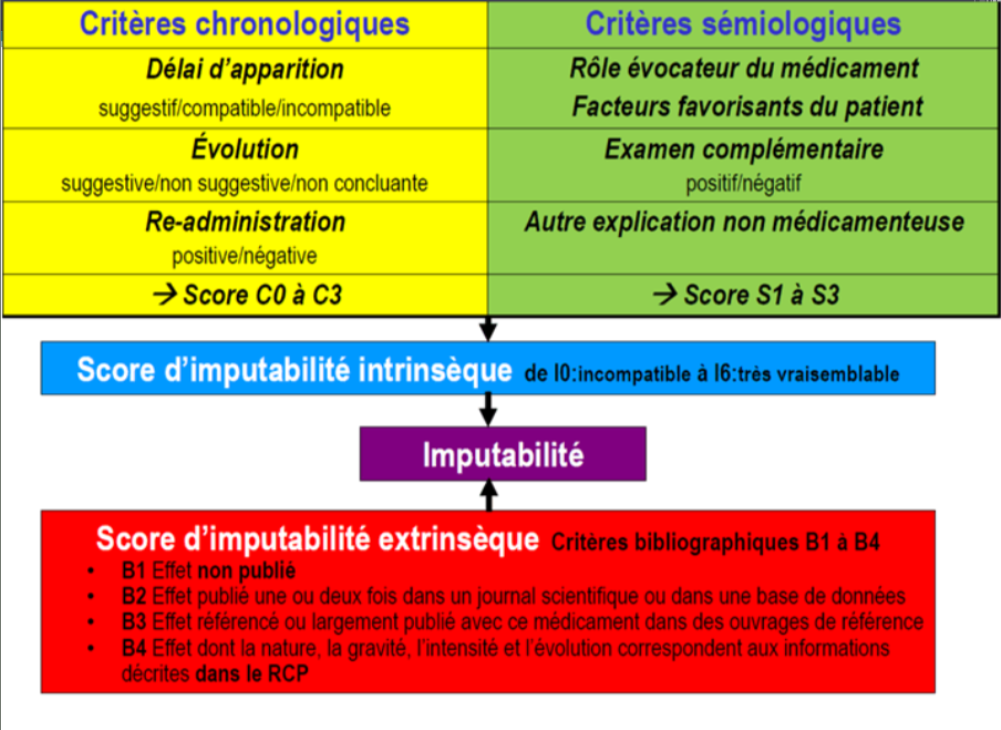 Critères chronologiques
Critères sémiologiques
Délai d'apparition
suggestif/compatible/incompatible
Rôle évocateur du médicament
Facteurs favorisants du patient
Évolution
suggestive/non suggestive/non concluante
Examen complémentaire
positif/négatif
Re-administration
positive/négative
Autre explication non médicamenteuse
→ Score C0 à C3
→ Score S1 à S3
Score d'imputabilité intrinsèque de I0:incompatible à I6:très vraisemblable
Imputabilité
Score d'imputabilité extrinsèque Critères bibliographiques B1 à B4
• B1 Effet non publié
• B2 Effet publié une ou deux fois dans un journal scientifique ou dans une base de données
• B3 Effet référencé ou largement publié avec ce médicament dans des ouvrages de référence
• B4 Effet dont la nature, la gravité, l'intensité et l'évolution correspondent aux informations
décrites dans le RCP